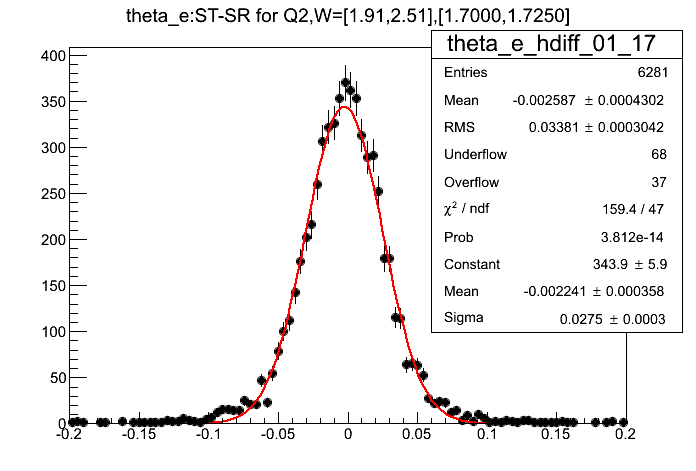 theta_e:ST-SR for Q2,W=[1.91,2.51],[1.7000,1.7250]
theta_e_hdiff_01_17
Entries 6281
Mean -0.002587 ± 0.0004302
RMS 0.03381 ± 0.0003042
Underflow 68
Overflow 37
χ² / ndf 159.4 / 47
Prob 3.812e-14
Constant 343.9 ± 5.9
Mean -0.002241 ± 0.000358
Sigma 0.0275 ± 0.0003
400
350
300
250
200
150
100
50
0
-0.2 -0.15 -0.1 -0.05 0 0.05 0.1 0.15 0.2